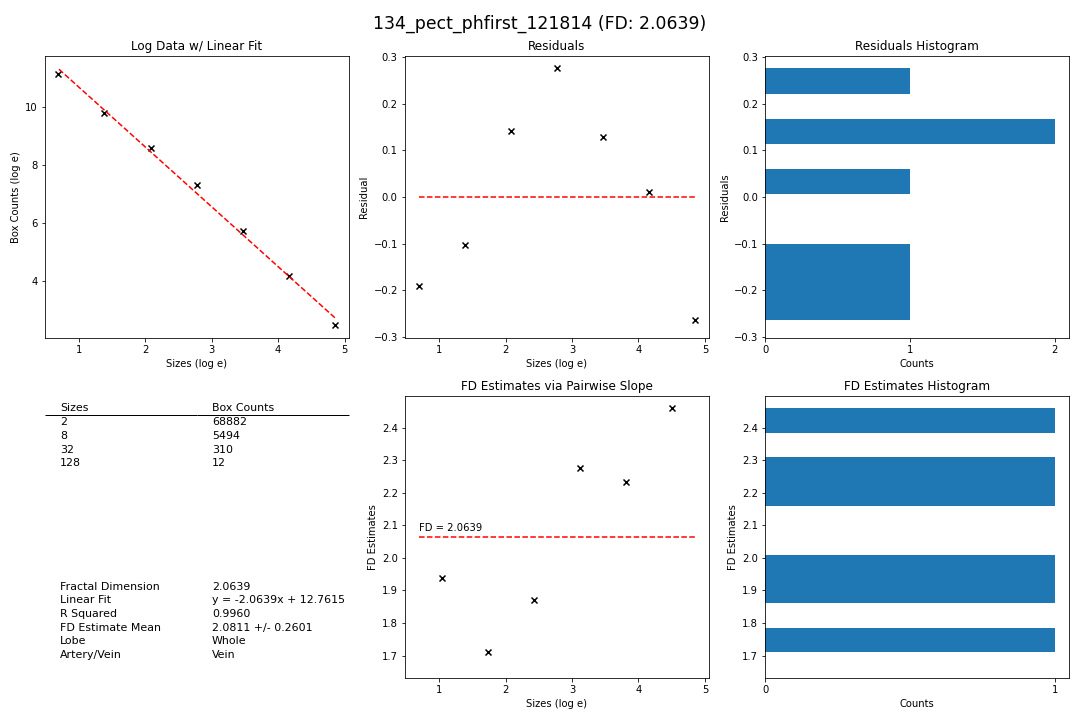 134_pect_phfirst_121814 (FD: 2.0639)
Log Data w/ Linear Fit
Box Counts (log e)
10
8
6
4
1 2 3 4 5
Sizes (log e)
Residuals
Residual
0.3
0.2
0.1
0.0
−0.1
−0.2
−0.3
1 2 3 4 5
Sizes (log e)
Residuals Histogram
Residuals
0.3
0.2
0.1
0.0
−0.1
−0.2
−0.3
0 1 2
Counts
Sizes Box Counts
2 68882
8 5494
32 310
128 12
Fractal Dimension 2.0639
Linear Fit y = -2.0639x + 12.7615
R Squared 0.9960
FD Estimate Mean 2.0811 +/- 0.2601
Lobe Whole
Artery/Vein Vein
FD Estimates via Pairwise Slope
FD Estimates
2.4
2.3
2.2
2.1
2.0
1.9
1.8
1.7
FD = 2.0639
1 2 3 4 5
Sizes (log e)
FD Estimates Histogram
FD Estimates
2.4
2.3
2.2
2.1
2.0
1.9
1.8
1.7
0 1
Counts